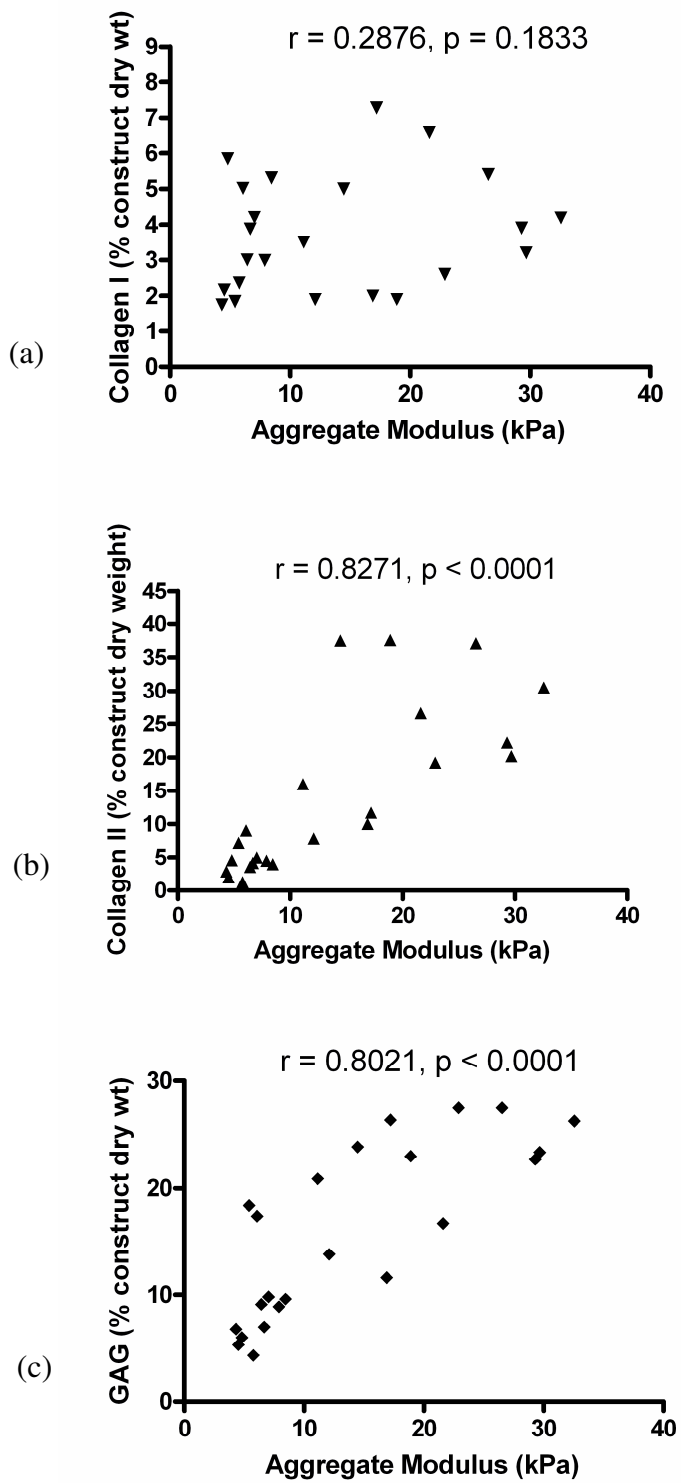 r = 0.2876, p = 0.1833
Collagen I (% construct dry wt)
9
8
7
6
5
4
3
2
1
0
0 10 20 30 40
Aggregate Modulus (kPa)
(a)
r = 0.8271, p < 0.0001
Collagen II (% construct dry weight)
45
40
35
30
25
20
15
10
5
0
0 10 20 30 40
Aggregate Modulus (kPa)
(b)
r = 0.8021, p < 0.0001
GAG (% construct dry wt)
30
20
10
0
0 10 20 30 40
Aggregate Modulus (kPa)
(c)